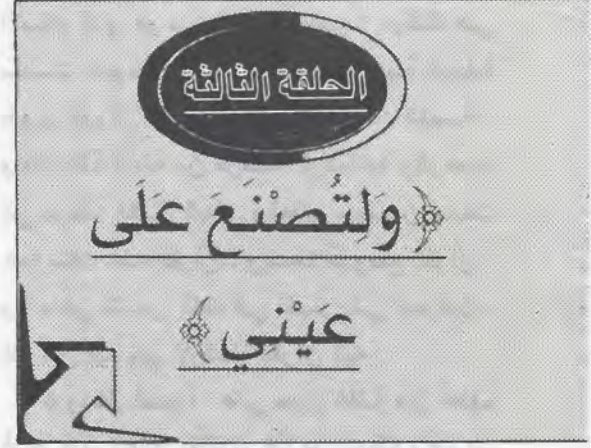 الحلقة الثالثة
﴿ وَلِتُصْنَعَ عَلَى
عَيْنِي ﴾